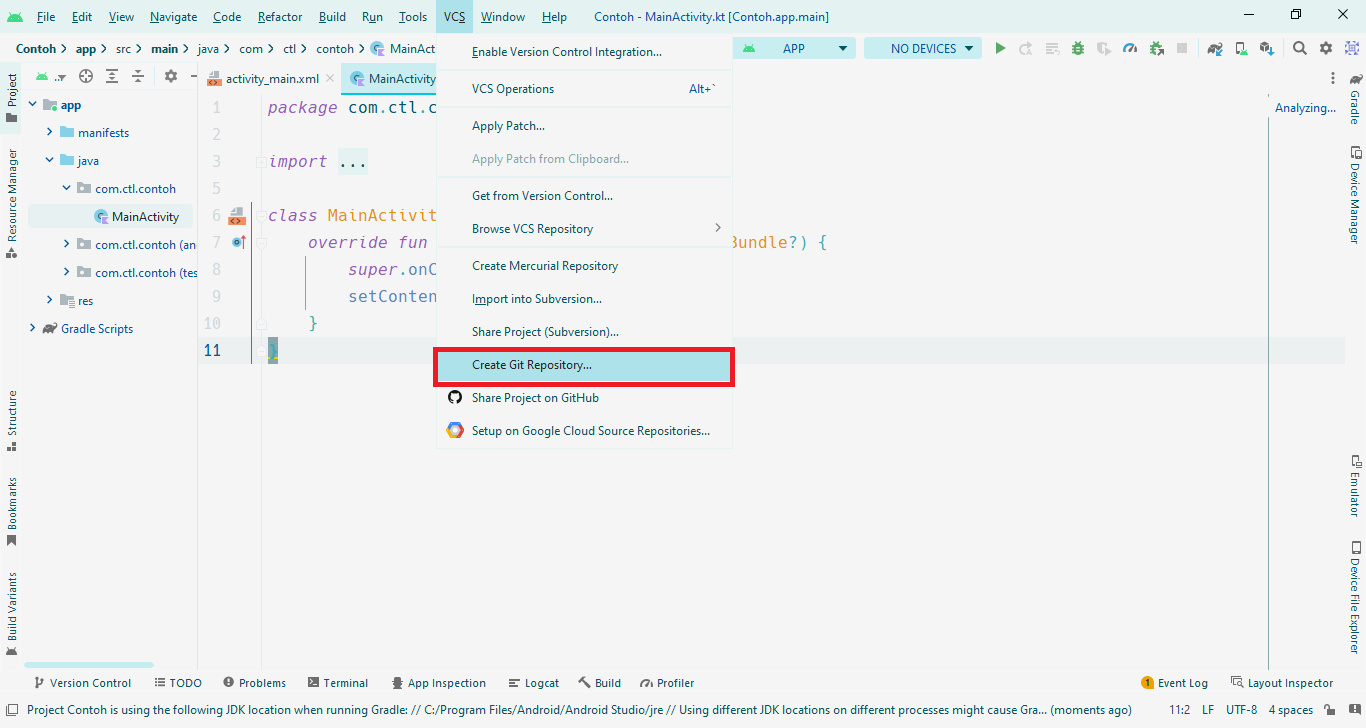 File Edit View Navigate Code Refactor Build Run Tools VCS Window Help Contoh - MainActivity.kt [Contoh.app.main]
Contoh app src main java com ctl contoh MainAct
APP NO DEVICES
Project
Resource Manager
Structure
Bookmarks
Build Variants
app
manifests
java
com.ctl.contoh
MainActivity
com.ctl.contoh (an
com.ctl.contoh (tes
res
Gradle Scripts
activity_main.xml MainActivity
1 package com.ctl.c
2
3 import ...
5
6 class MainActivit
7 override fun Bundle?) {
8 super.onC
9 setConten
10 }
11 }
Enable Version Control Integration...
VCS Operations Alt+`
Apply Patch...
Apply Patch from Clipboard...
Get from Version Control...
Browse VCS Repository
Create Mercurial Repository
Import into Subversion...
Share Project (Subversion)...
Create Git Repository...
Share Project on GitHub
Setup on Google Cloud Source Repositories...
Analyzing...
Gradle
Device Manager
Emulator
Device File Explorer
Version Control TODO Problems Terminal App Inspection Logcat Build Profiler 1 Event Log Layout Inspector
Project Contoh is using the following JDK location when running Gradle: // C:/Program Files/Android/Android Studio/jre // Using different JDK locations on different processes might cause Gra... (moments ago) 11:2 LF UTF-8 4 spaces